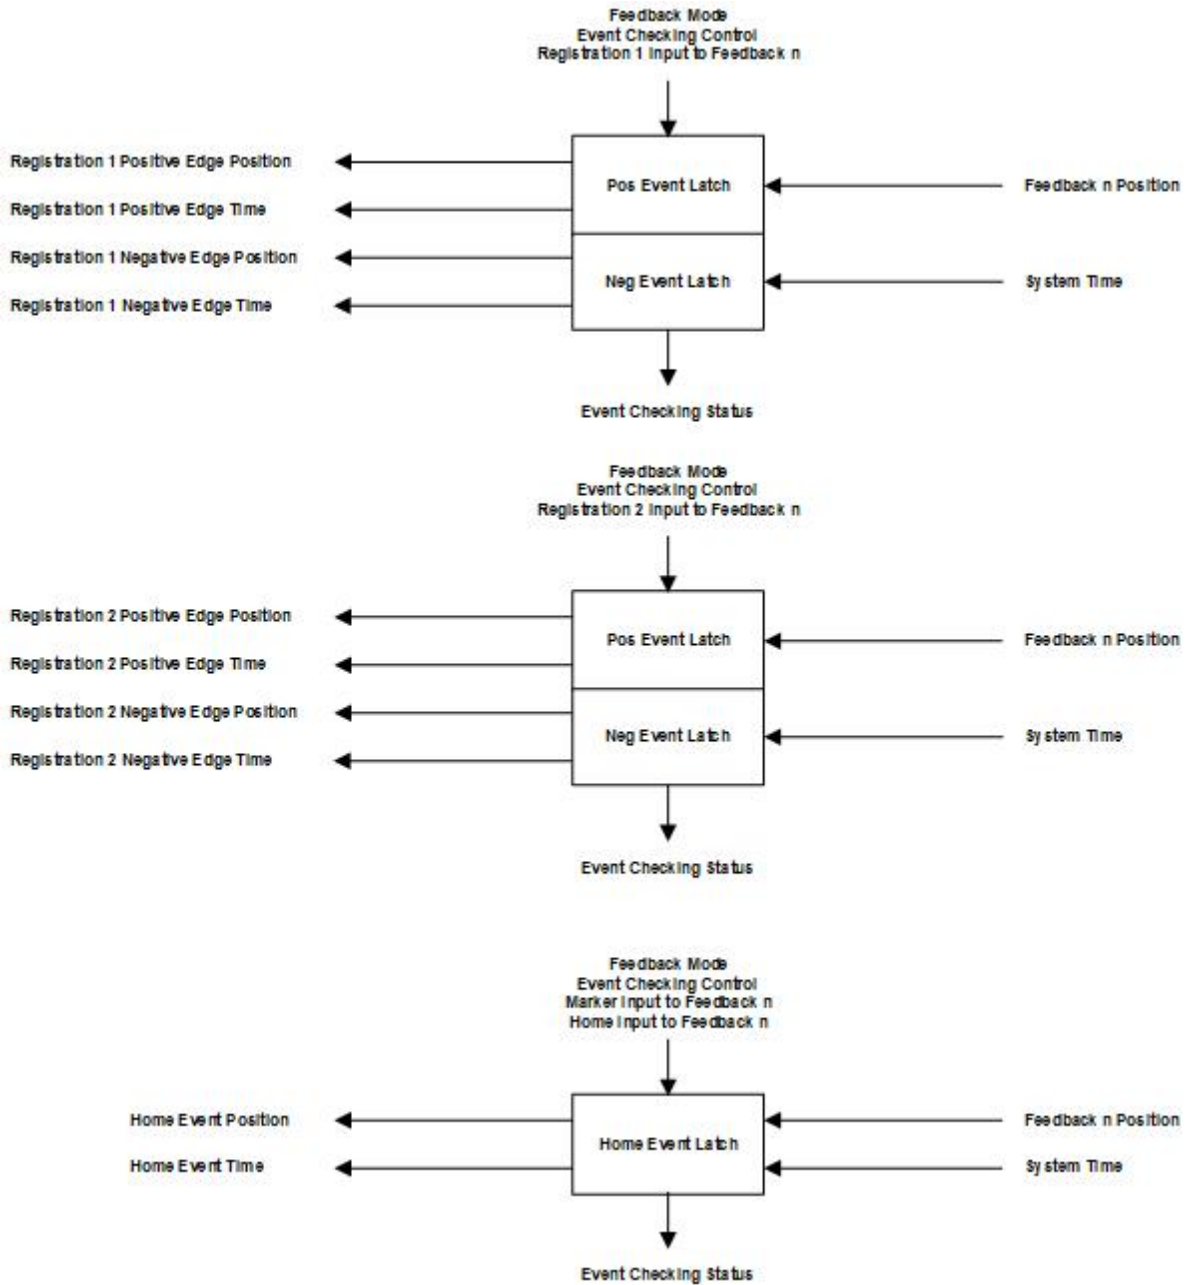 Feedback Mode
Event Checking Control
Registration 1 Input to Feedback n
Registration 1 Positive Edge Position
Pos Event Latch
Feedback n Position
Registration 1 Positive Edge Time
Registration 1 Negative Edge Position
Neg Event Latch
System Time
Registration 1 Negative Edge Time
Event Checking Status
Feedback Mode
Event Checking Control
Registration 2 Input to Feedback n
Registration 2 Positive Edge Position
Pos Event Latch
Feedback n Position
Registration 2 Positive Edge Time
Registration 2 Negative Edge Position
Neg Event Latch
System Time
Registration 2 Negative Edge Time
Event Checking Status
Feedback Mode
Event Checking Control
Marker Input to Feedback n
Home Input to Feedback n
Home Event Position
Feedback n Position
Home Event Latch
Home Event Time
System Time
Event Checking Status